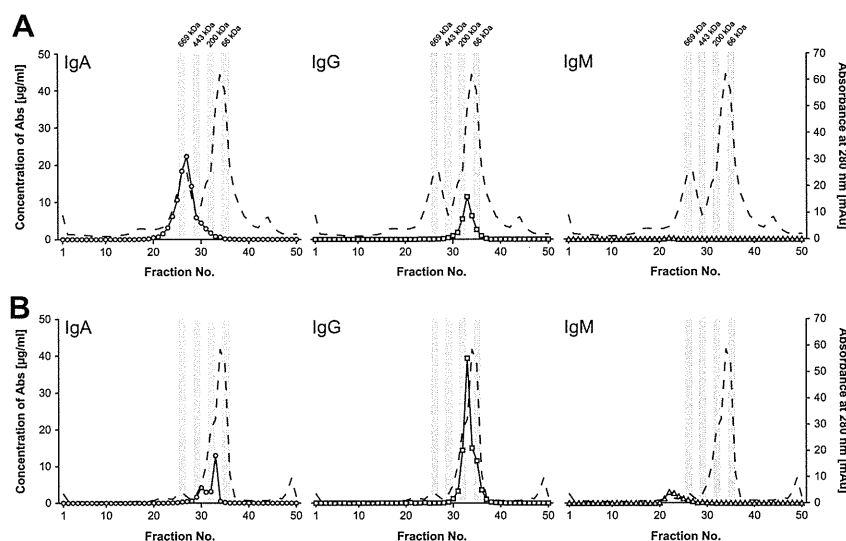 A
669 kDa 443 kDa 200 kDa 66 kDa 669 kDa 443 kDa 200 kDa 66 kDa 669 kDa 443 kDa 200 kDa 66 kDa
IgA IgG IgM
Concentration of Abs [µg/ml]
50 40 30 20 10 0
Absorbance at 280 nm [mAu]
70 60 50 40 30 20 10 0
1 10 20 30 40 50 1 10 20 30 40 50 1 10 20 30 40 50
Fraction No. Fraction No. Fraction No.
B
IgA IgG IgM
Concentration of Abs [µg/ml]
50 40 30 20 10 0
Absorbance at 280 nm [mAu]
70 60 50 40 30 20 10 0
1 10 20 30 40 50 1 10 20 30 40 50 1 10 20 30 40 50
Fraction No. Fraction No. Fraction No.